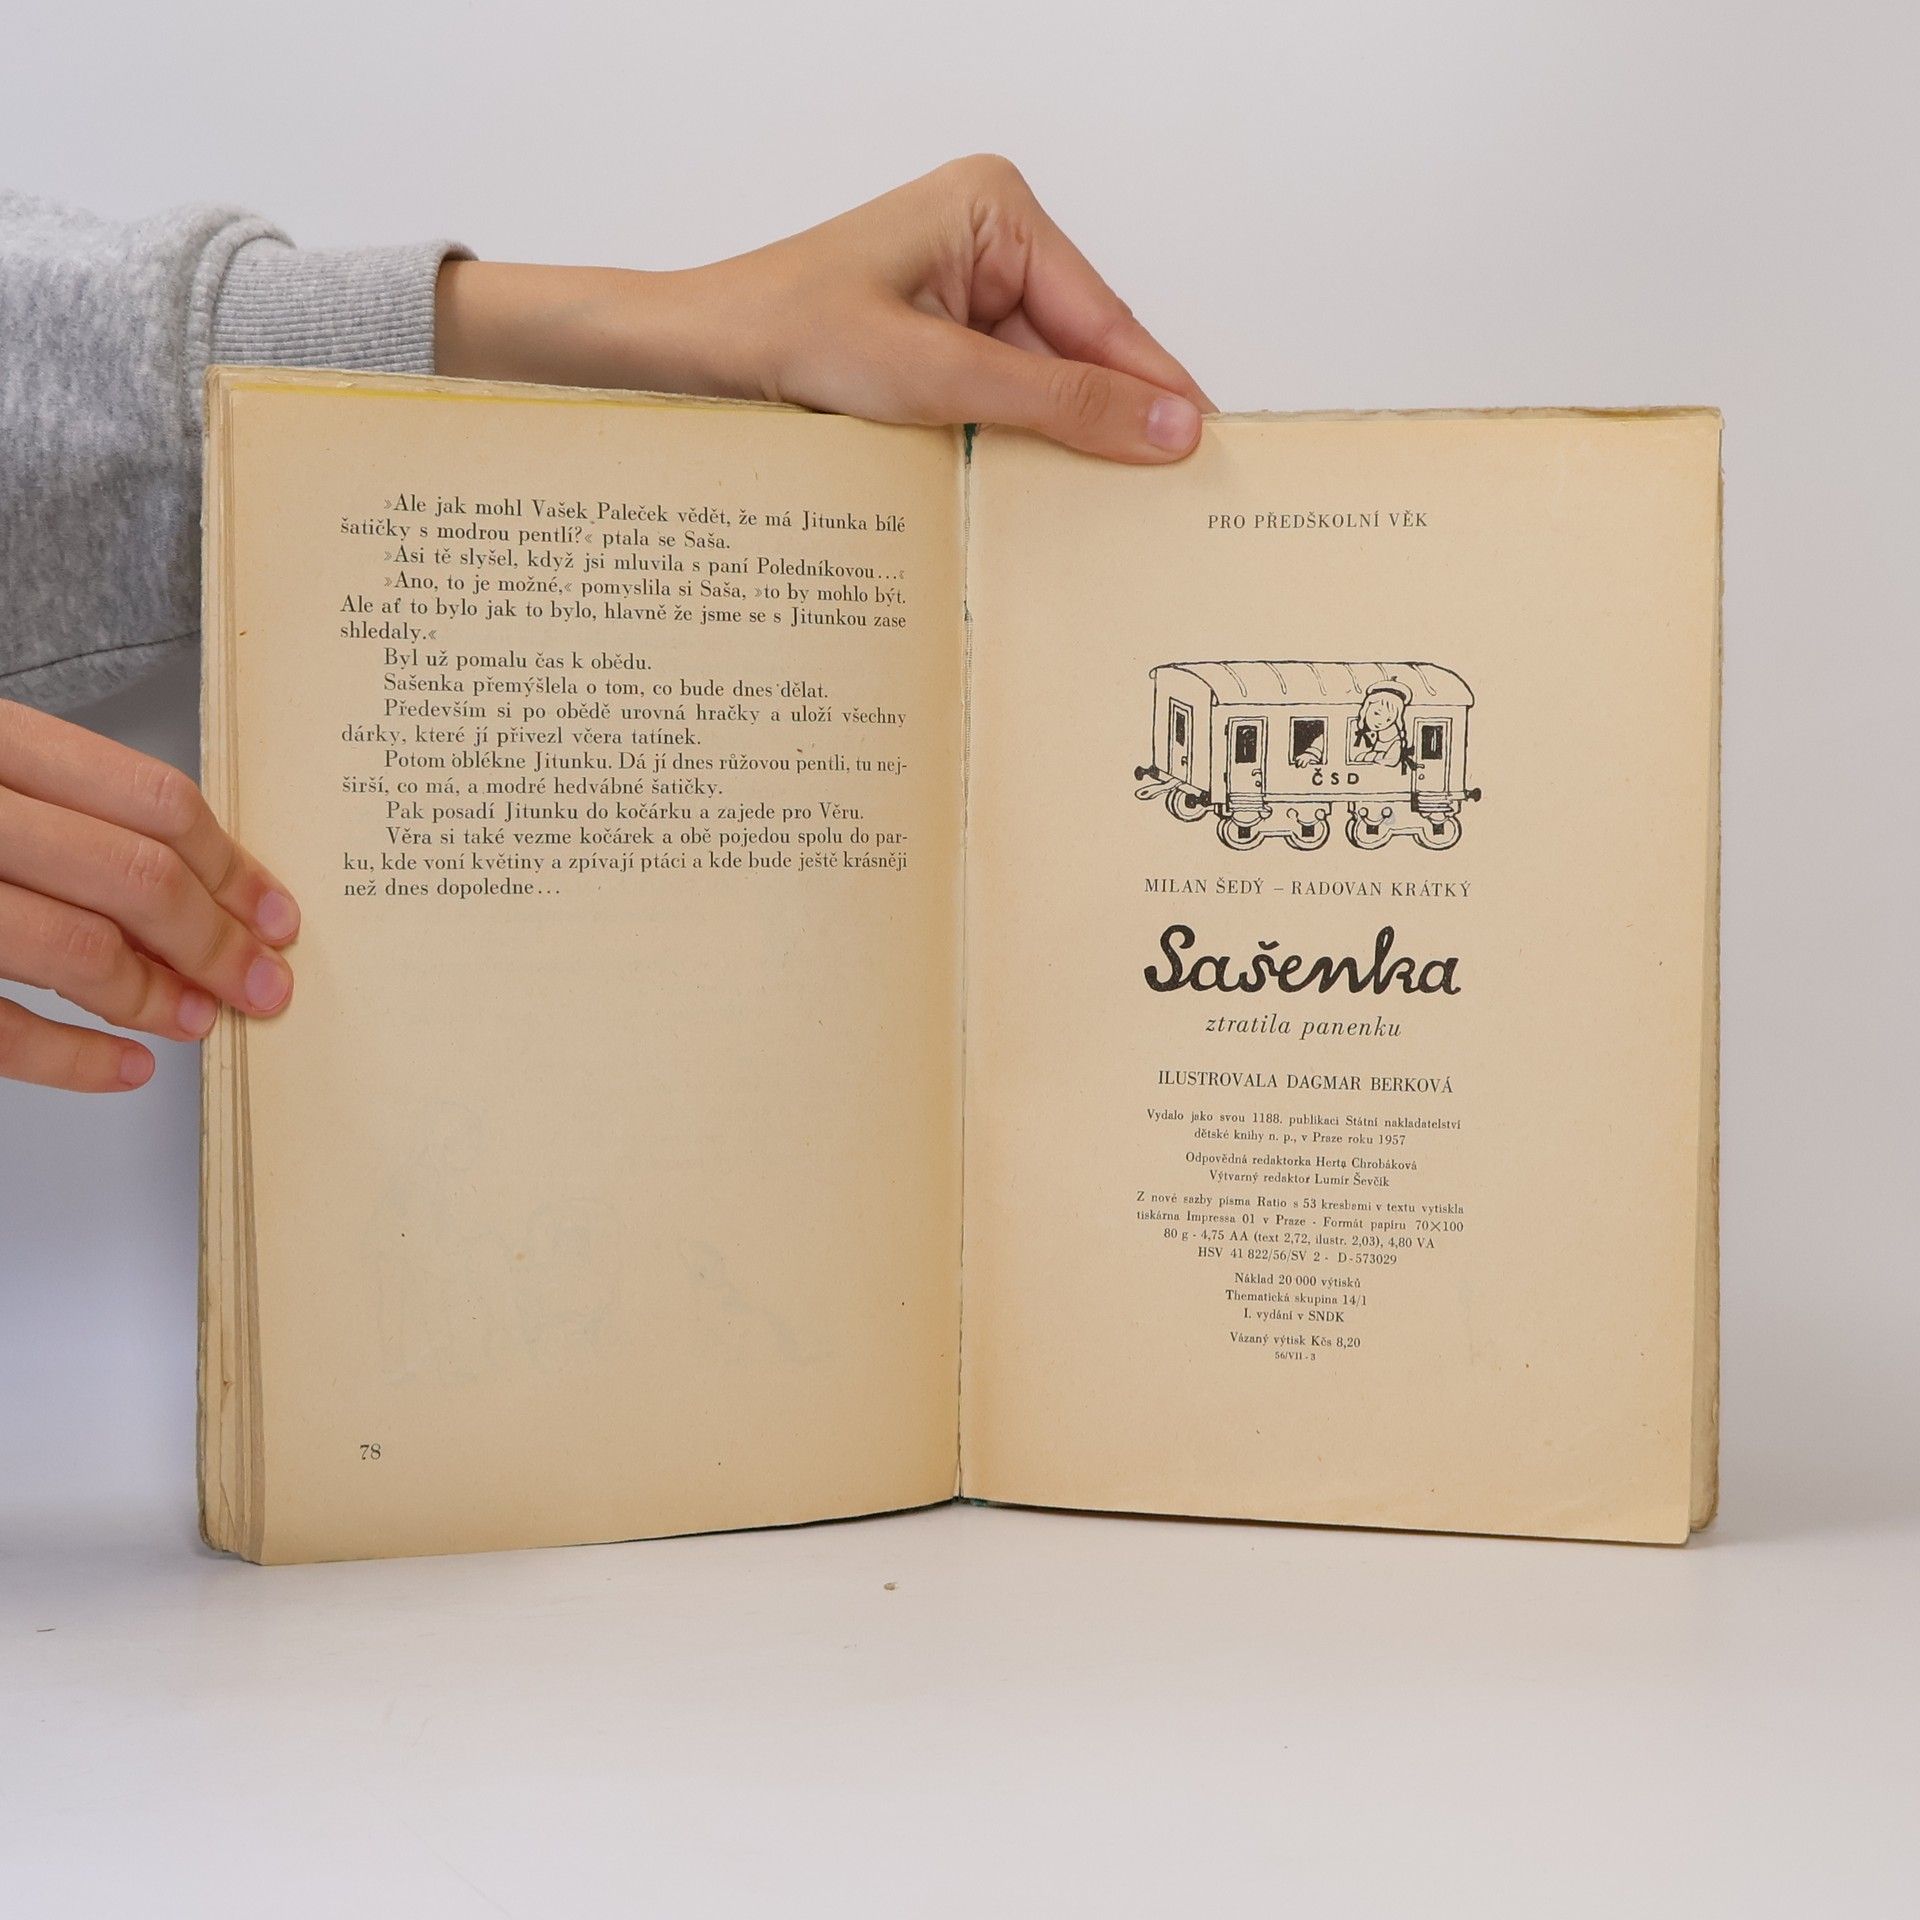 »Ale jak mohl Vašek Paleček vědět, že má Jitunka bílé
šatičky s modrou pentlí?« ptala se Saša.
»Asi tě slyšel, když jsi mluvila s paní Poledníkovou...«
»Ano, to je možné,« pomyslila si Saša, »to by mohlo být.
Ale ať to bylo jak to bylo, hlavně že jsme se s Jitunkou zase
shledaly.«
Byl už pomalu čas k obědu.
Sašenka přemýšlela o tom, co bude dnes dělat.
Především si po obědě urovná hračky a uloží všechny
dárky, které jí přivezl včera tatínek.
Potom oblékne Jitunku. Dá jí dnes růžovou pentli, tu nej-
širší, co má, a modré hedvábné šatičky.
Pak posadí Jitunku do kočárku a zajede pro Věru.
Věra si také vezme kočárek a obě pojedou spolu do par-
ku, kde voní květiny a zpívají ptáci a kde bude ještě krásněji
než dnes dopoledne...
78
PRO PŘEDŠKOLNÍ VĚK
ČSD
MILAN ŠEDÝ – RADOVAN KRÁTKÝ
Sašenka
ztratila panenku
ILUSTROVALA DAGMAR BERKOVÁ
Vydalo jako svou 1188. publikaci Státní nakladatelství
dětské knihy n. p., v Praze roku 1957
Odpovědná redaktorka Herta Chrobáková
Výtvarný redaktor Lumír Ševčík
Z nové sazby písma Ratio s 53 kresbami v textu vytiskla
tiskárna Impressa 01 v Praze - Formát papíru 70×100
80 g - 4,75 AA (text 2,72, ilustr. 2,03), 4,80 VA
HSV 41 822/56/SV 2 - D-573029
Náklad 20 000 výtisků
Thematická skupina 14/1
I. vydání v SNDK
Vázaný výtisk Kčs 8,20
56/VII-3